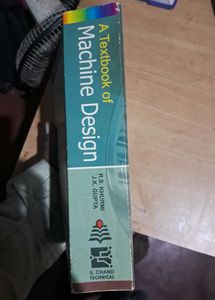 A Textbook of
Machine Design
R.S. KHURMI
J.K. GUPTA
S. CHAND
TECHNICAL